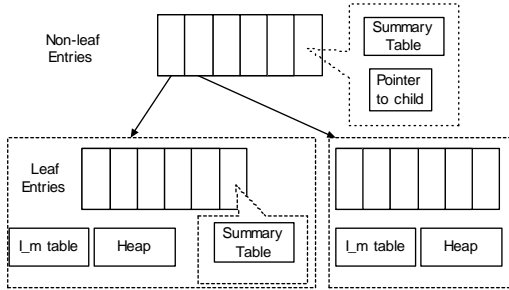 Non-leaf
Entries
Summary
Table
Pointer
to child
Leaf
Entries
I_m table
Heap
Summary
Table
I_m table
Heap